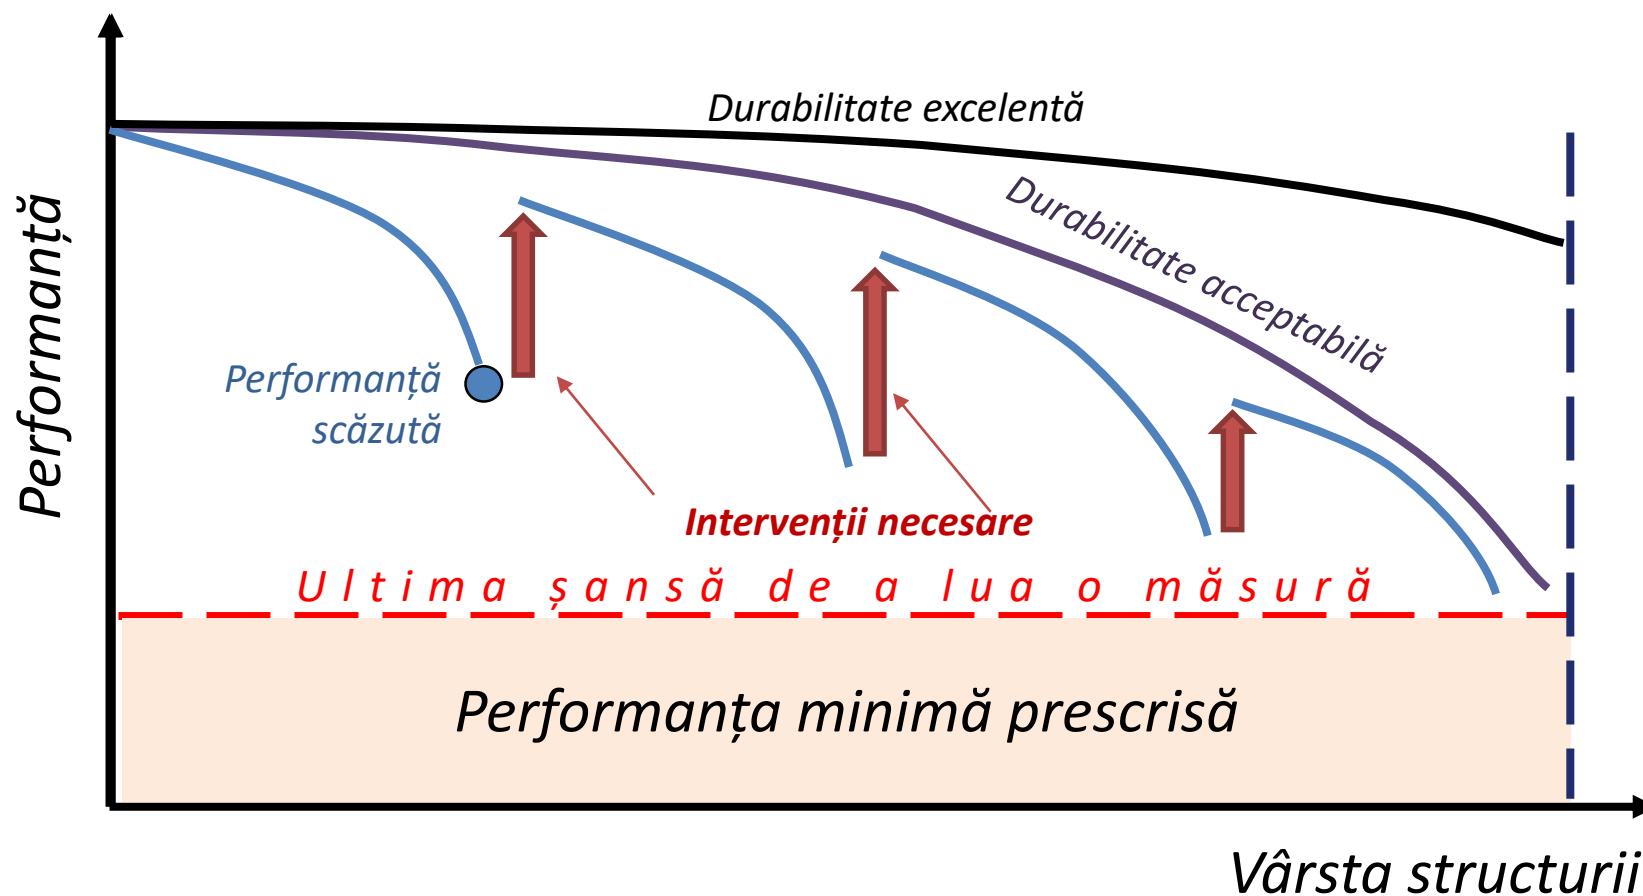 Durabilitate excelentă
Durabilitate acceptabilă
Performanță
Performanță
scăzută
Intervenții necesare
Ultima șansă de a lua o măsură
Performanța minimă prescrisă
Vârsta structurii